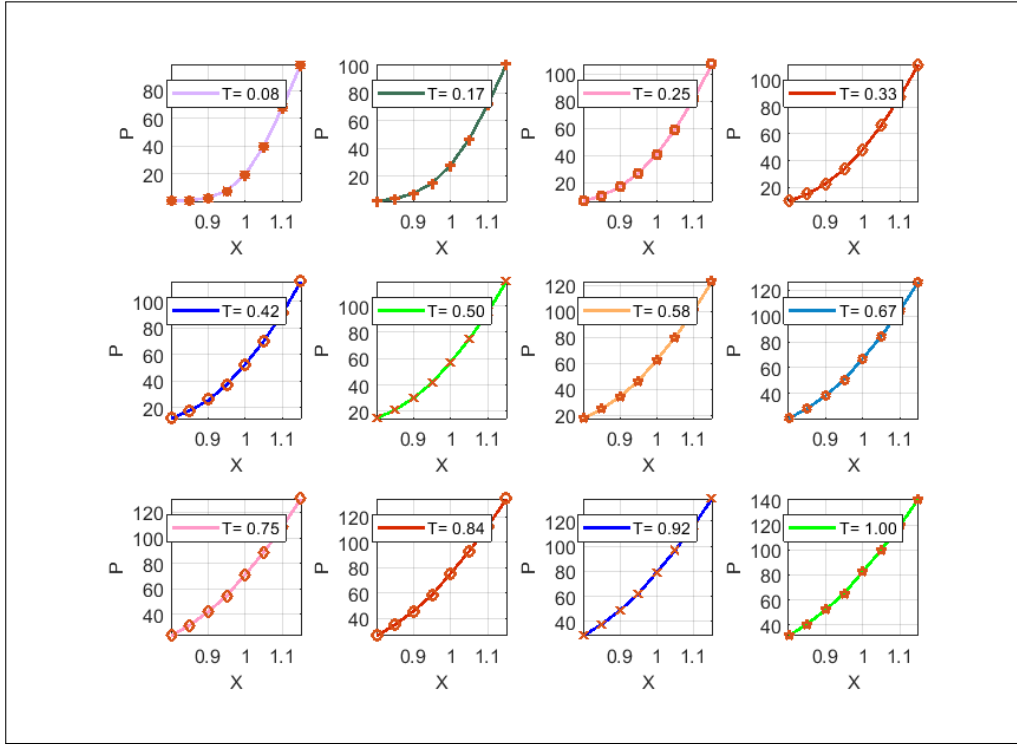 T= 0.08
P
80
60
40
20
0.9 1 1.1
X
T= 0.17
P
100
80
60
40
20
0.9 1 1.1
X
T= 0.25
P
100
80
60
40
20
0.9 1 1.1
X
T= 0.33
P
100
80
60
40
20
0.9 1 1.1
X
T= 0.42
P
100
80
60
40
20
0.9 1 1.1
X
T= 0.50
P
100
80
60
40
20
0.9 1 1.1
X
T= 0.58
P
120
100
80
60
40
20
0.9 1 1.1
X
T= 0.67
P
120
100
80
60
40
20
0.9 1 1.1
X
T= 0.75
P
120
100
80
60
40
0.9 1 1.1
X
T= 0.84
P
120
100
80
60
40
0.9 1 1.1
X
T= 0.92
P
120
100
80
60
40
0.9 1 1.1
X
T= 1.00
P
140
120
100
80
60
40
0.9 1 1.1
X